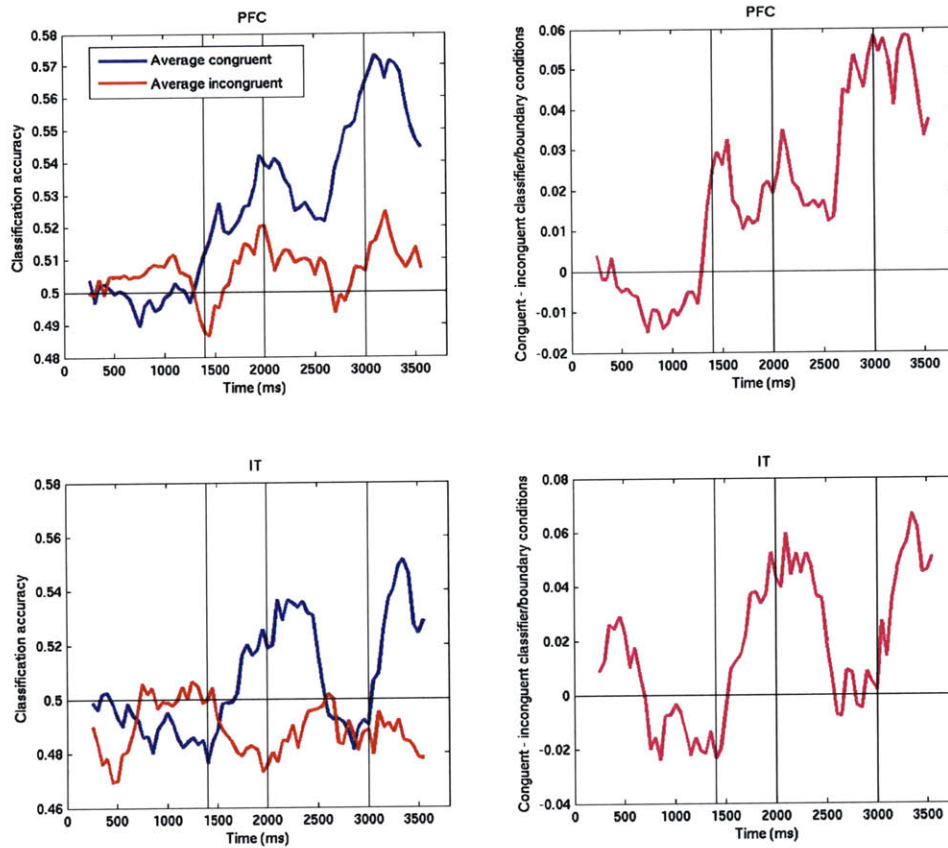 PFC
Classification accuracy
0.58
0.57
0.56
0.55
0.54
0.53
0.52
0.51
0.5
0.49
0.48
Average congruent
Average incongruent
0 500 1000 1500 2000 2500 3000 3500
Time (ms)
PFC
Conguent - inconguent classifier/boundary conditions
0.06
0.05
0.04
0.03
0.02
0.01
0
-0.01
-0.02
0 500 1000 1500 2000 2500 3000 3500
Time (ms)
IT
Classification accuracy
0.58
0.56
0.54
0.52
0.5
0.48
0.46
0 500 1000 1500 2000 2500 3000 3500
Time (ms)
IT
Conguent - incongruent classifier/boundary conditions
0.08
0.06
0.04
0.02
0
-0.02
-0.04
0 500 1000 1500 2000 2500 3000 3500
Time (ms)